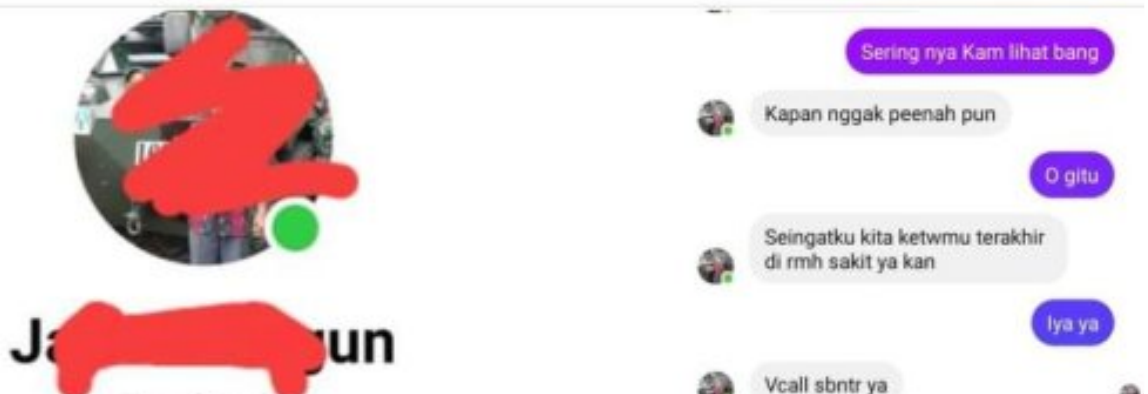 Sering nya Kam lihat bang
Kapan nggak peenah pun
O gitu
Seingatku kita ketwmu terakhir
di rmh sakit ya kan
Iya ya
Vcall sbntr ya